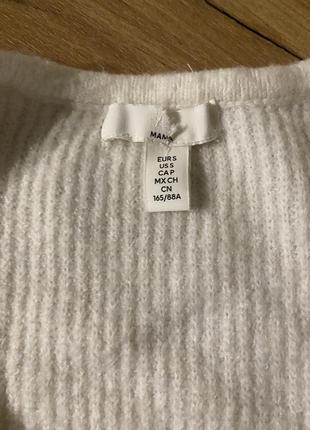 MAMA
EUR S
US S
CA P
MX CH
CN
165/88A